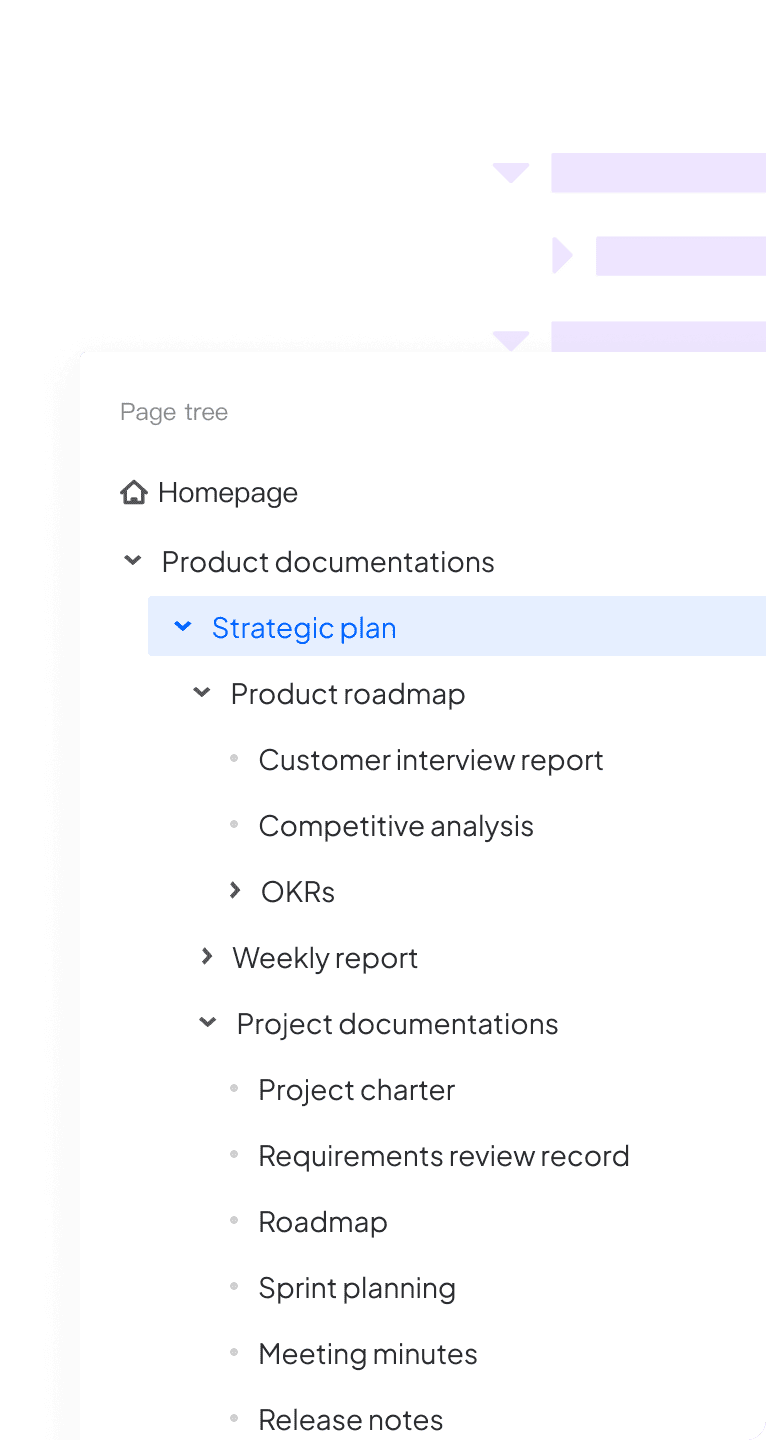 Page tree
Homepage
Product documentations
Strategic plan
Product roadmap
Customer interview report
Competitive analysis
OKRs
Weekly report
Project documentations
Project charter
Requirements review record
Roadmap
Sprint planning
Meeting minutes
Release notes